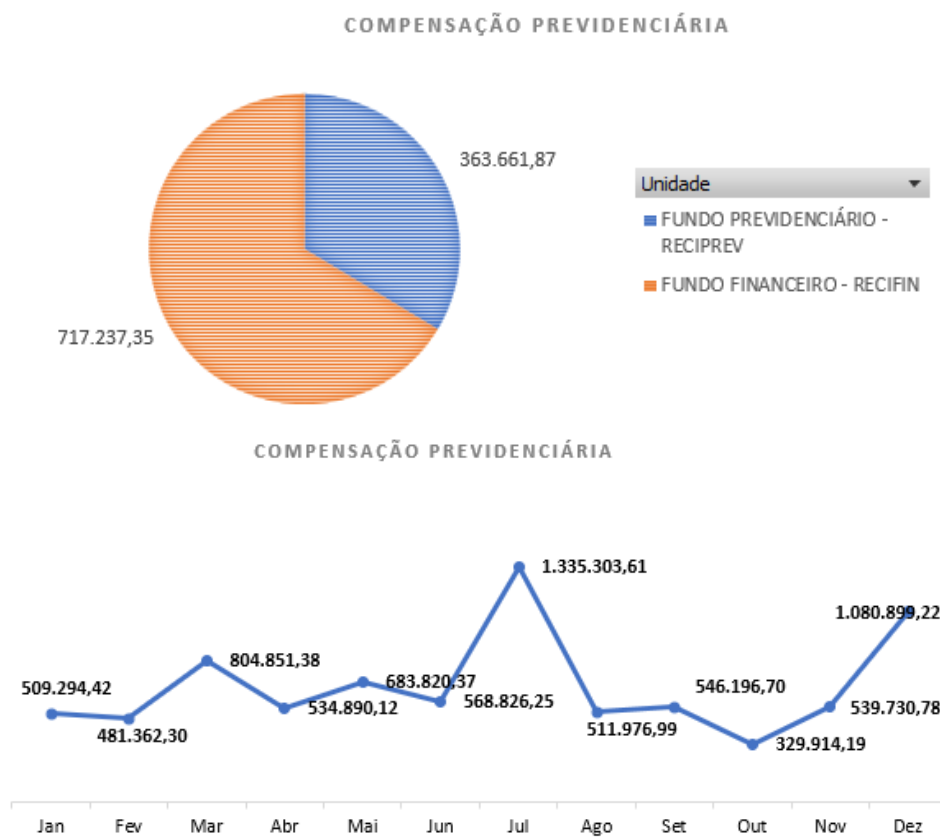 COMPENSAÇÃO PREVIDENCIÁRIA
363.661,87
717.237,35
Unidade
FUNDO PREVIDENCIÁRIO -
RECIPREV
FUNDO FINANCEIRO - RECIFIN
COMPENSAÇÃO PREVIDENCIÁRIA
509.294,42
481.362,30
804.851,38
534.890,12
683.820,37
568.826,25
1.335.303,61
511.976,99
546.196,70
329.914,19
539.730,78
1.080.899,22
Jan Fev Mar Abr Mai Jun Jul Ago Set Out Nov Dez